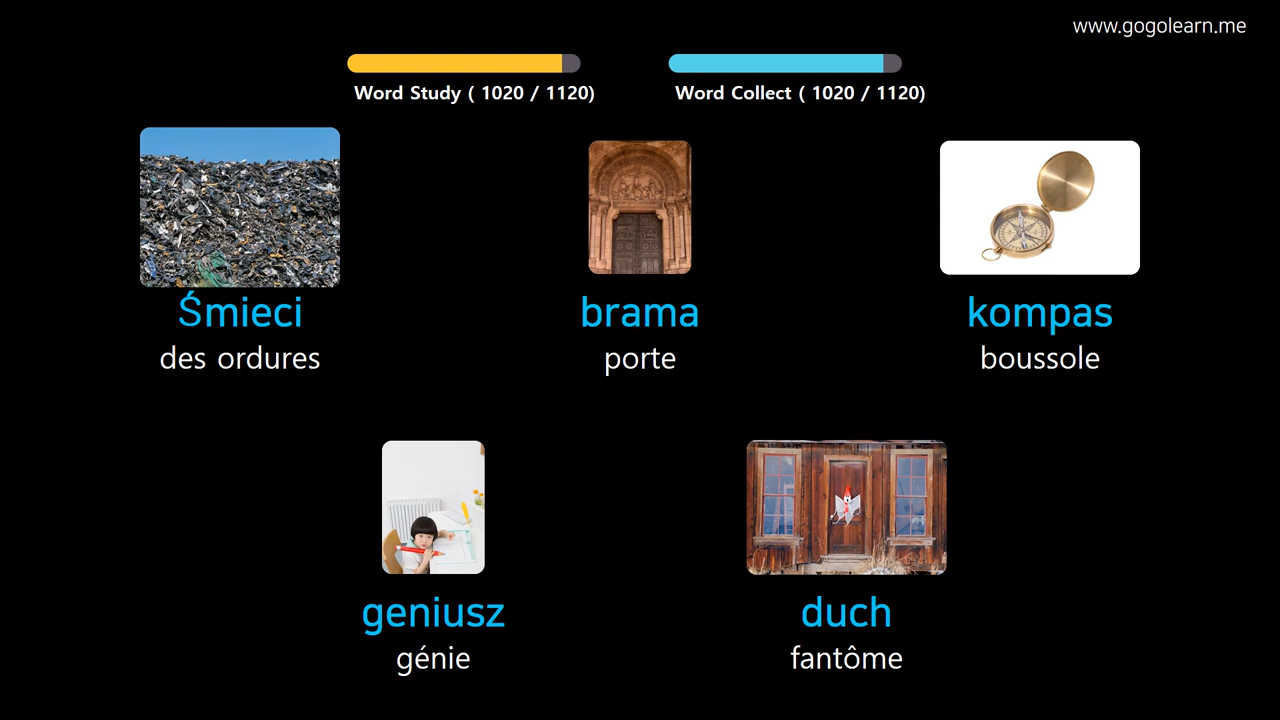 www.gogolearn.me
Word Study ( 1020 / 1120)
Word Collect ( 1020 / 1120)
Śmieci
des ordures
brama
porte
kompas
boussole
geniusz
génie
duch
fantôme